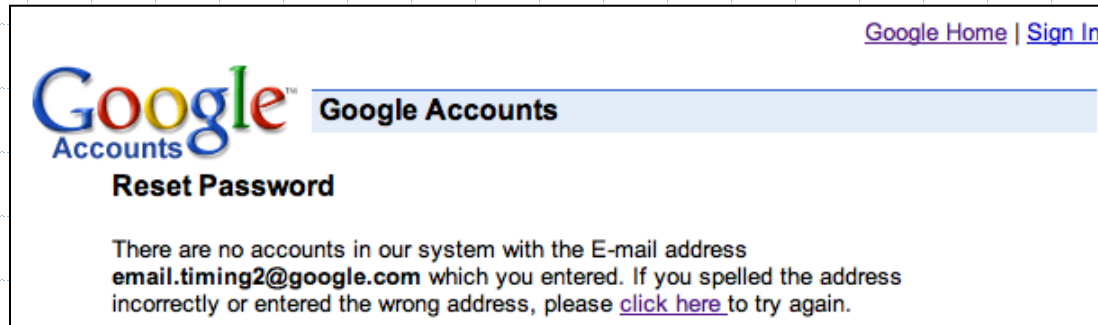 Google Home | Sign In
Google™
Accounts
Google Accounts
Reset Password
There are no accounts in our system with the E-mail address
email.timing2@google.com which you entered. If you spelled the address
incorrectly or entered the wrong address, please click here to try again.